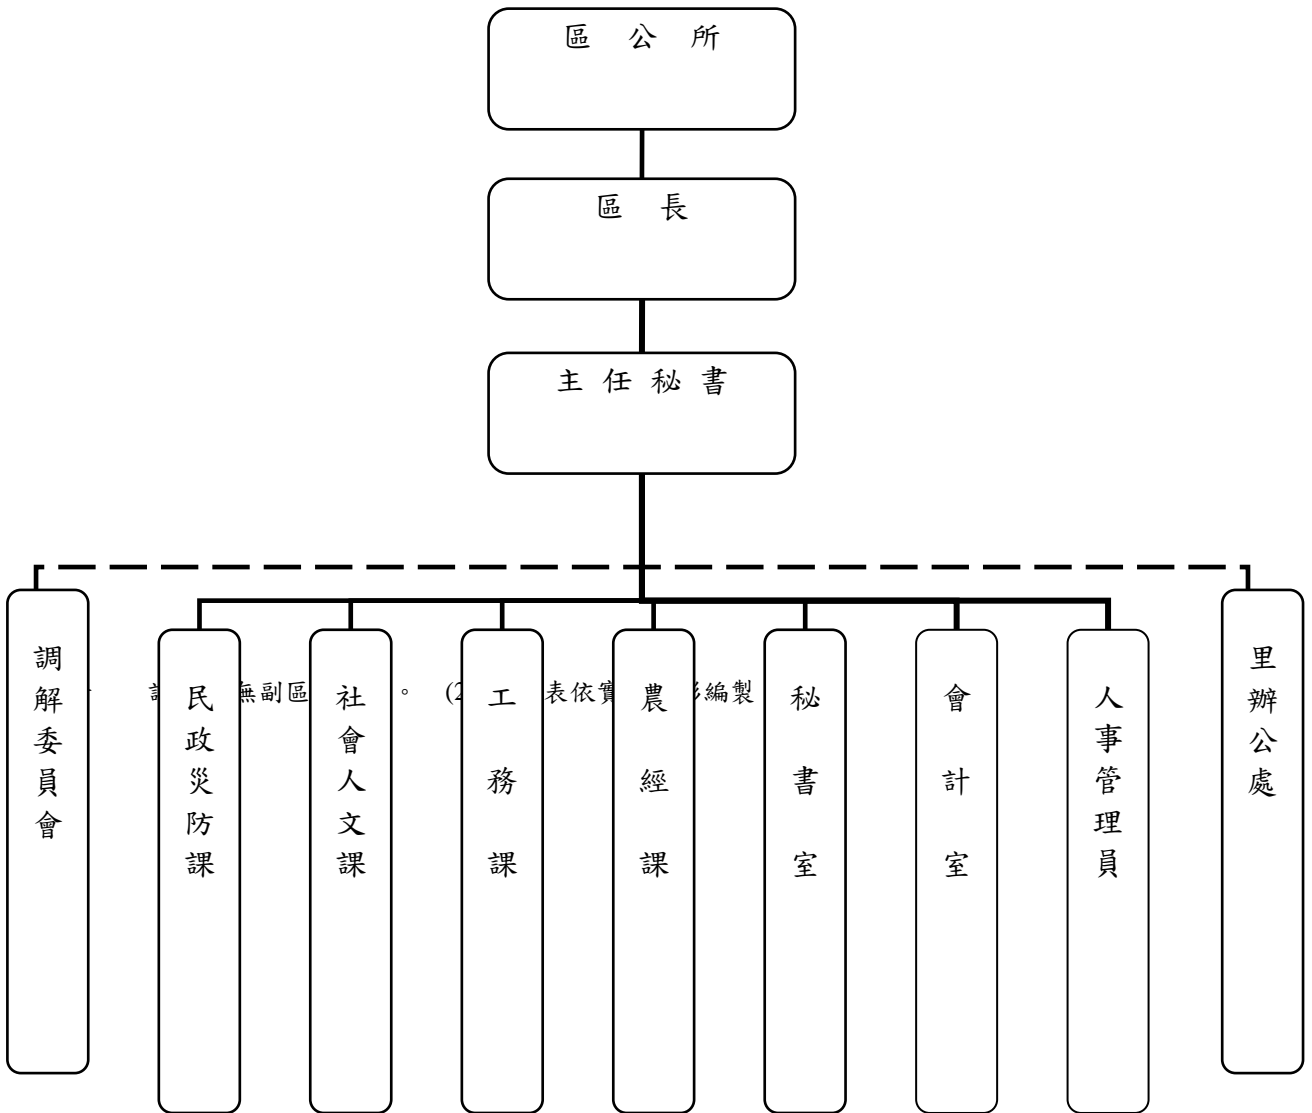 區公所
區長
主任秘書
調解委員會
民政災防課
社會人文課
工務課
農經課
秘書室
會計室
人事管理員
里辦公處
無副區
。 (2
表依實
編製